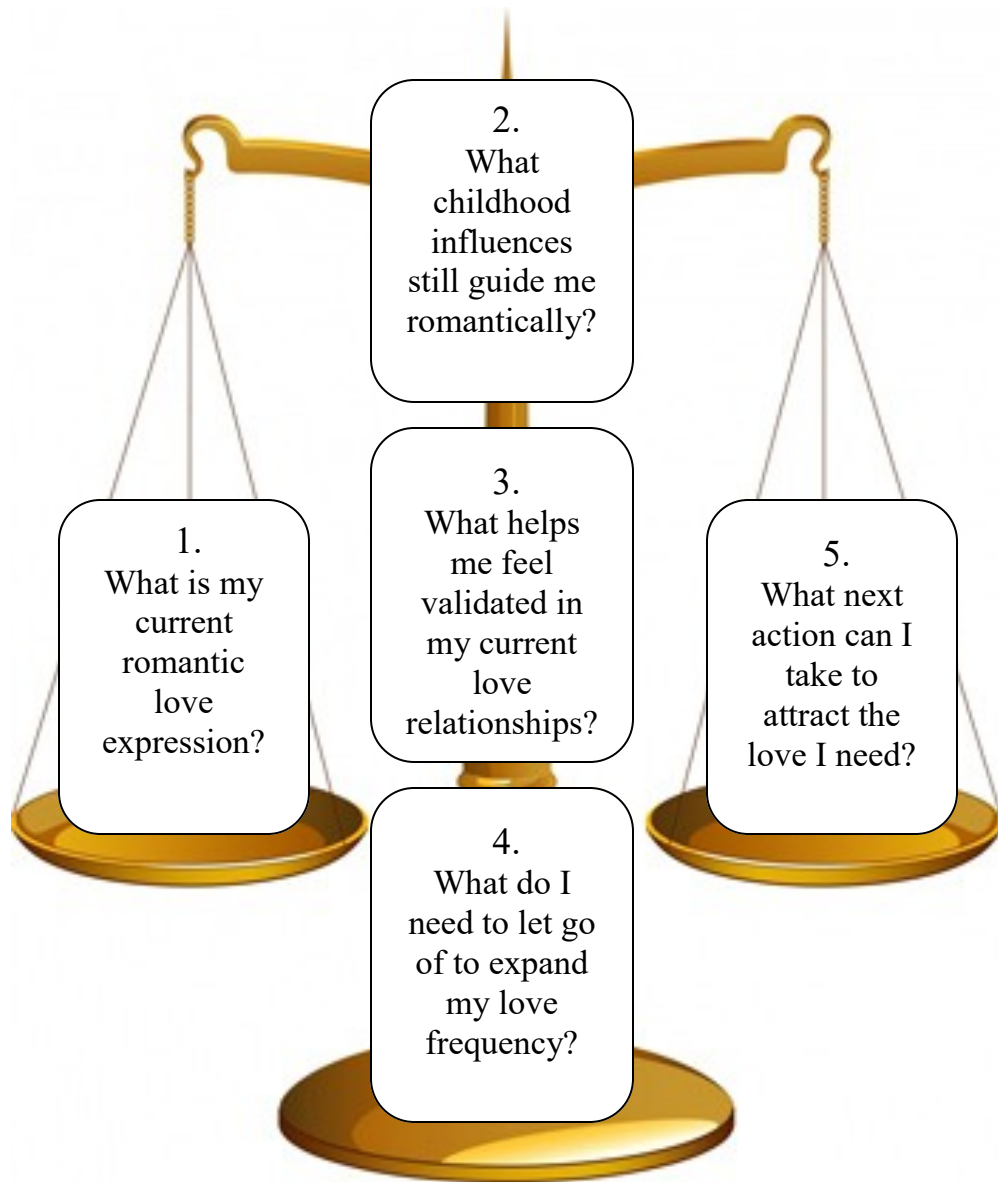 1.
What is my
current
romantic
love
expression?
2.
What
childhood
influences
still guide me
romantically?
3.
What helps
me feel
validated in
my current
love
relationships?
4.
What do I
need to let go
of to expand
my love
frequency?
5.
What next
action can I
take to
attract the
love I need?